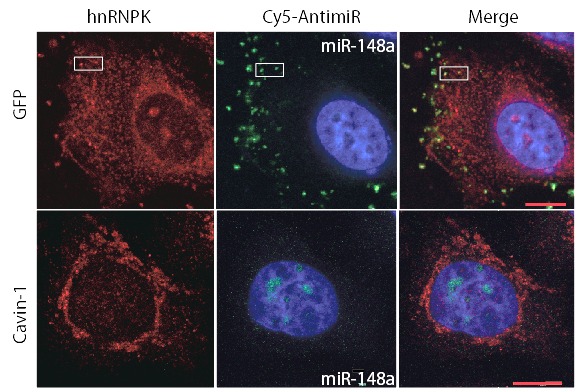 hnRNPK Cy5-AntimiR Merge
GFP
miR-148a
Cavin-1
miR-148a